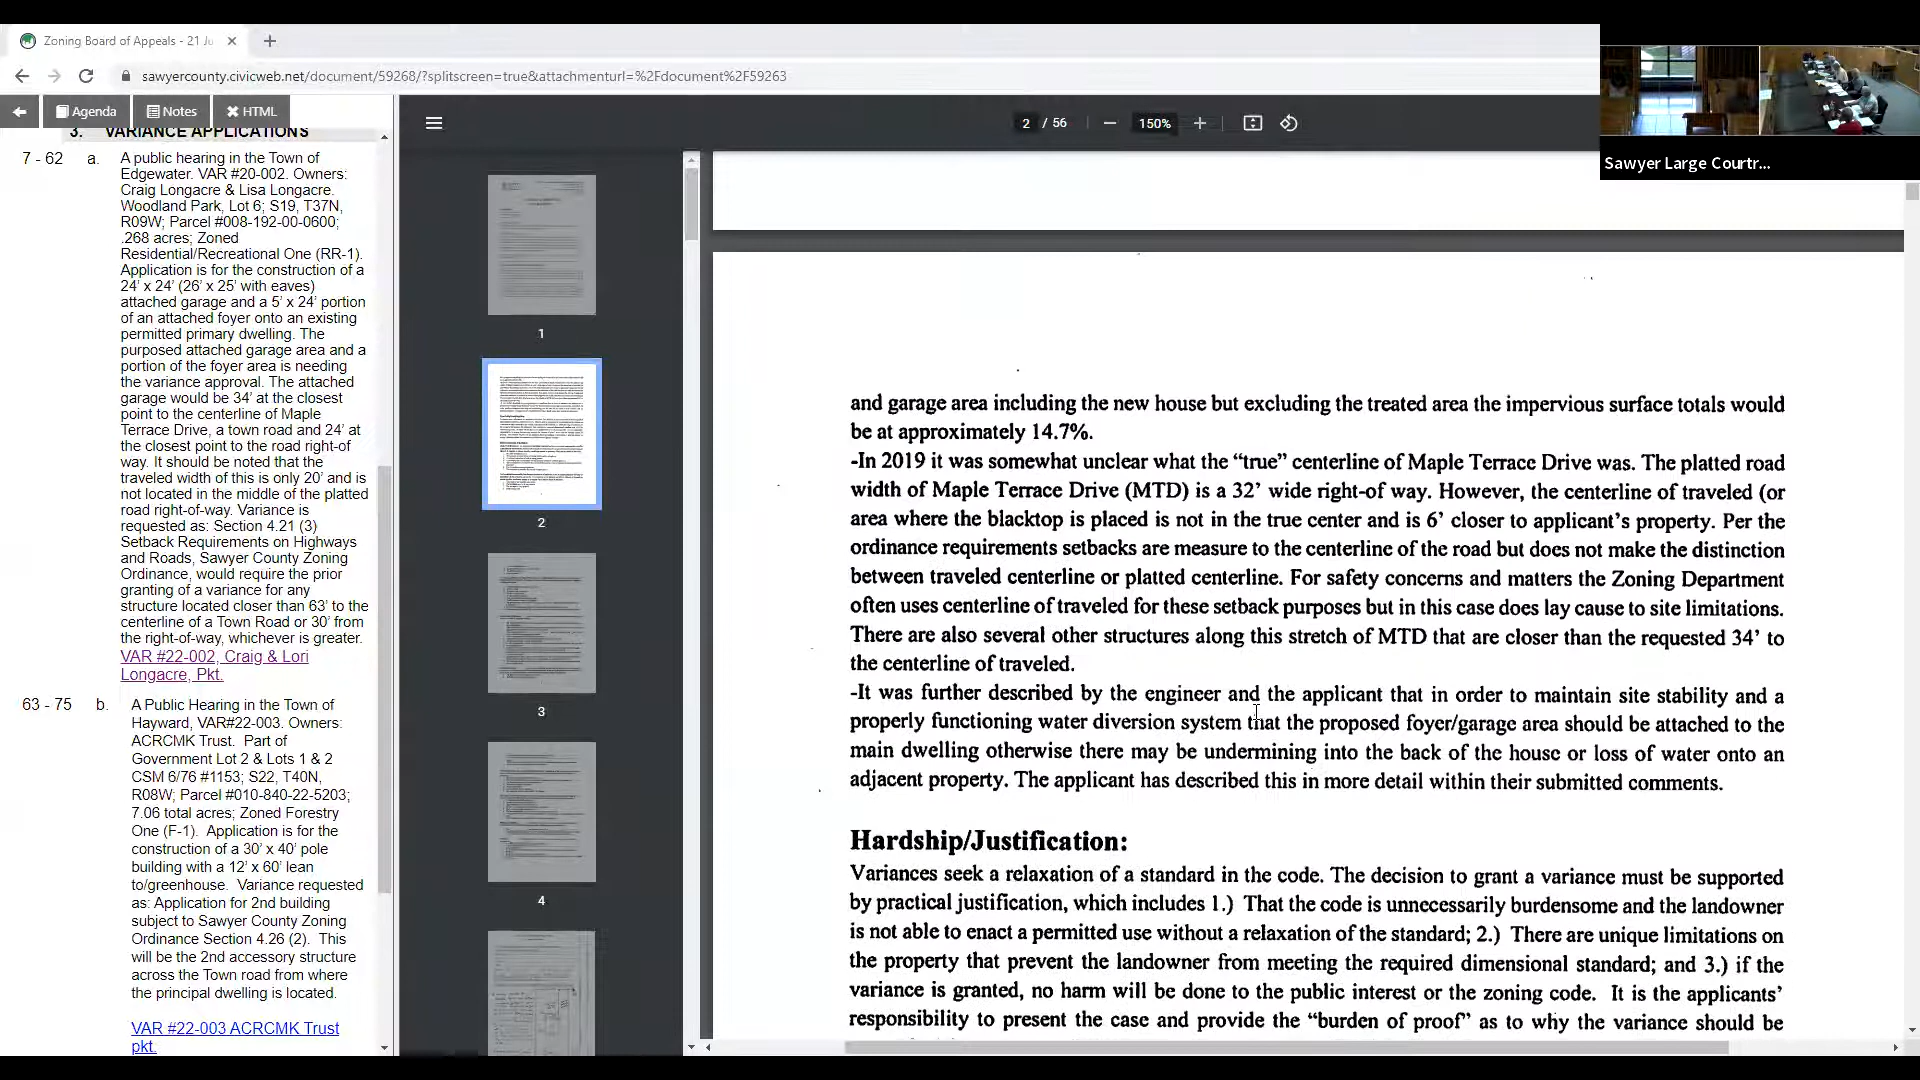 Zoning Board of Appeals - 21 Ju
sawyercounty.civicweb.net/document/59268/?splitscreen=true&attachmenturl=%2Fdocument%2F59263
Agenda
Notes
HTML
2 / 56
150%
Sawyer Large Courtr...
3. VARIANCE APPLICATIONS
7 - 62 a. A public hearing in the Town of
Edgewater. VAR #20-002. Owners:
Craig Longacre & Lisa Longacre.
Woodland Park, Lot 6; S19, T37N,
R09W; Parcel #008-192-00-0600;
.268 acres; Zoned
Residential/Recreational One (RR-1).
Application is for the construction of a
24' x 24' (26' x 25' with eaves)
attached garage and a 5' x 24' portion
of an attached foyer onto an existing
permitted primary dwelling. The
purposed attached garage area and a
portion of the foyer area is needing
the variance approval. The attached
garage would be 34' at the closest
point to the centerline of Maple
Terrace Drive, a town road and 24' at
the closest point to the road right-of
way. It should be noted that the
traveled width of this is only 20' and is
not located in the middle of the platted
road right-of-way. Variance is
requested as: Section 4.21 (3)
Setback Requirements on Highways
and Roads, Sawyer County Zoning
Ordinance, would require the prior
granting of a variance for any
structure located closer than 63' to the
centerline of a Town Road or 30' from
the right-of-way, whichever is greater.
VAR #22-002, Craig & Lori
Longacre, Pkt.
63 - 75 b. A Public Hearing in the Town of
Hayward, VAR#22-003. Owners:
ACRCMK Trust. Part of
Government Lot 2 & Lots 1 & 2
CSM 6/76 #1153; S22, T40N,
R08W; Parcel #010-840-22-5203;
7.06 total acres; Zoned Forestry
One (F-1). Application is for the
construction of a 30' x 40' pole
building with a 12' x 60' lean
to/greenhouse. Variance requested
as: Application for 2nd building
subject to Sawyer County Zoning
Ordinance Section 4.26 (2). This
will be the 2nd accessory structure
across the Town road from where
the principal dwelling is located.
VAR #22-003 ACRCMK Trust
pkt.
1
2
3
4
and garage area including the new house but excluding the treated area the impervious surface totals would
be at approximately 14.7%.
-In 2019 it was somewhat unclear what the “true” centerline of Maple Terrace Drive was. The platted road
width of Maple Terrace Drive (MTD) is a 32’ wide right-of way. However, the centerline of traveled (or
area where the blacktop is placed is not in the true center and is 6’ closer to applicant’s property. Per the
ordinance requirements setbacks are measure to the centerline of the road but does not make the distinction
between traveled centerline or platted centerline. For safety concerns and matters the Zoning Department
often uses centerline of traveled for these setback purposes but in this case does lay cause to site limitations.
There are also several other structures along this stretch of MTD that are closer than the requested 34’ to
the centerline of traveled.
-It was further described by the engineer and the applicant that in order to maintain site stability and a
properly functioning water diversion system that the proposed foyer/garage area should be attached to the
main dwelling otherwise there may be undermining into the back of the house or loss of water onto an
adjacent property. The applicant has described this in more detail within their submitted comments.
Hardship/Justification:
Variances seek a relaxation of a standard in the code. The decision to grant a variance must be supported
by practical justification, which includes 1.) That the code is unnecessarily burdensome and the landowner
is not able to enact a permitted use without a relaxation of the standard; 2.) There are unique limitations on
the property that prevent the landowner from meeting the required dimensional standard; and 3.) if the
variance is granted, no harm will be done to the public interest or the zoning code. It is the applicants’
responsibility to present the case and provide the “burden of proof” as to why the variance should be